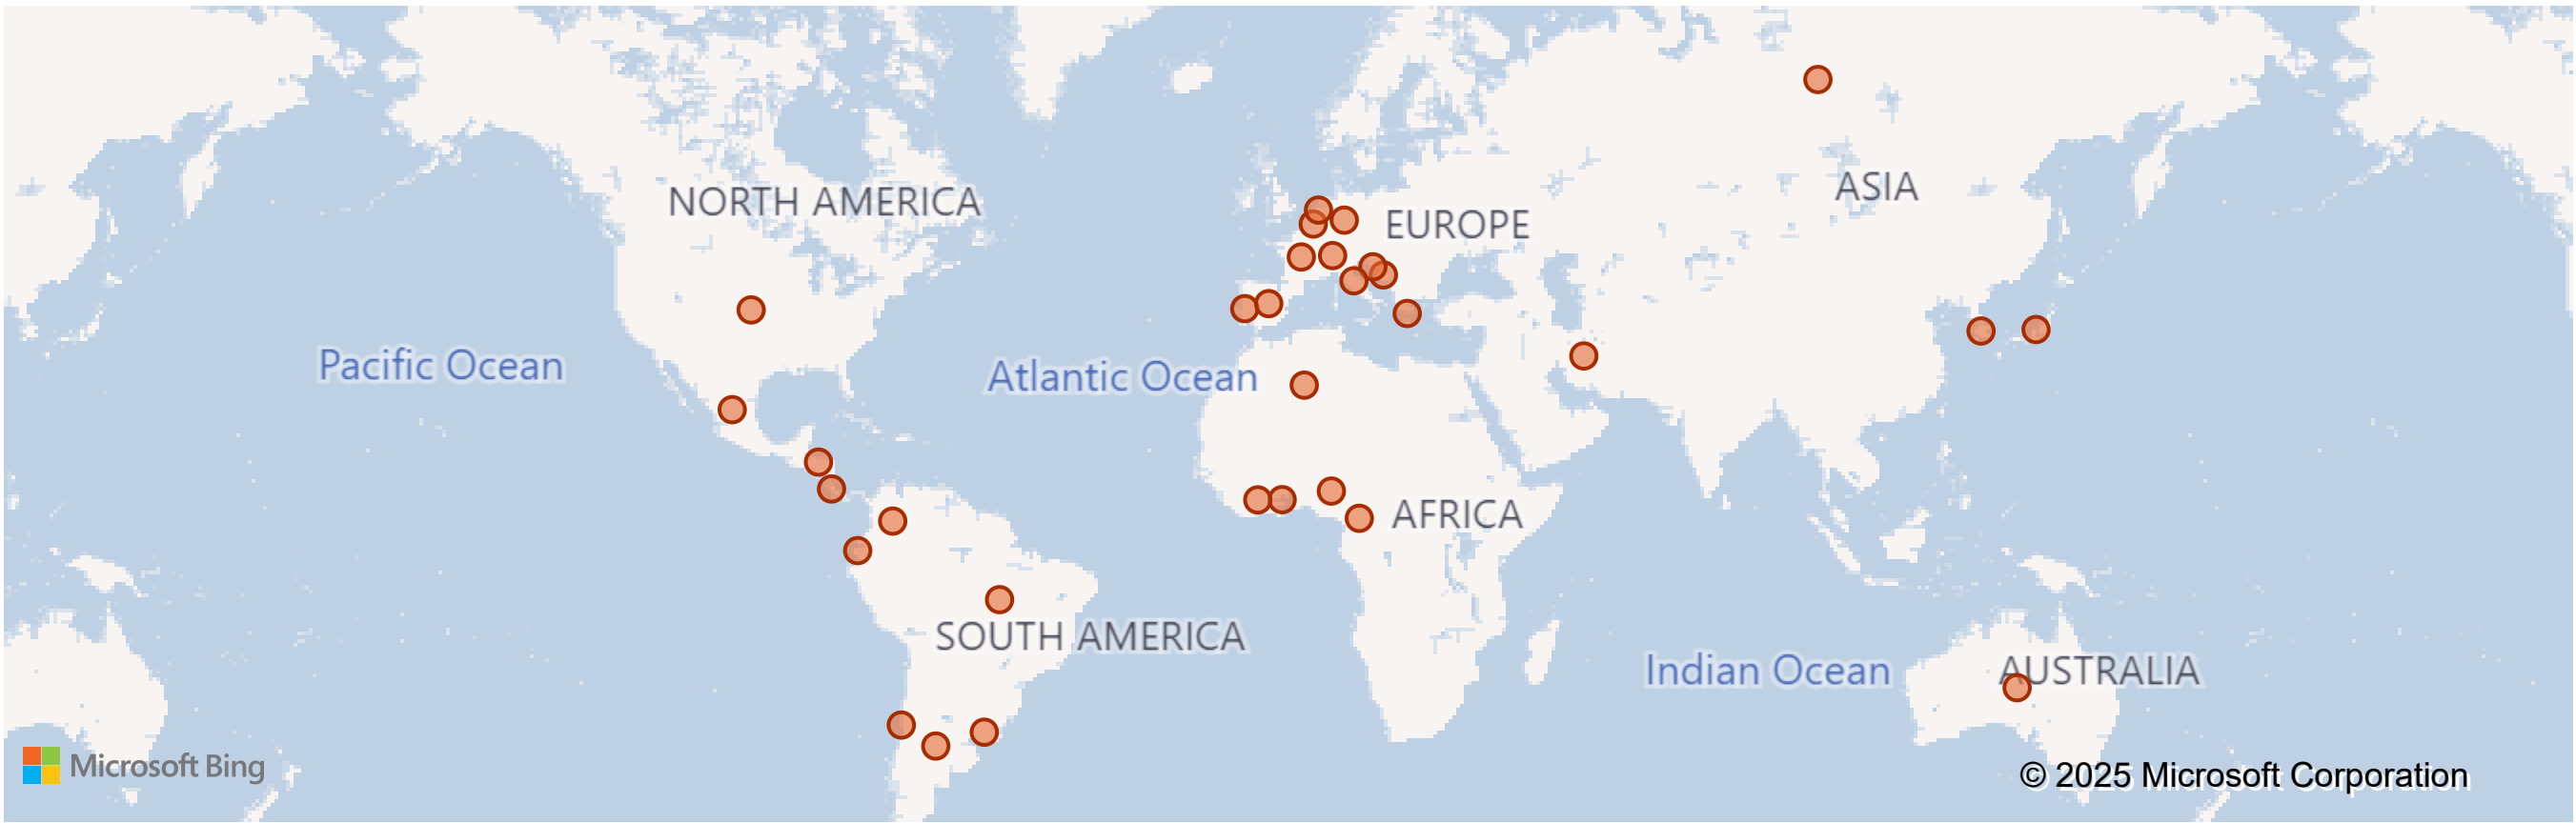 ASIA
NORTH AMERICA
EUROPE
Pacific Ocean
Atlantic Ocean
AFRICA
SOUTH AMERICA
Indian Ocean
AUSTRALIA
Microsoft Bing
© 2025 Microsoft Corporation